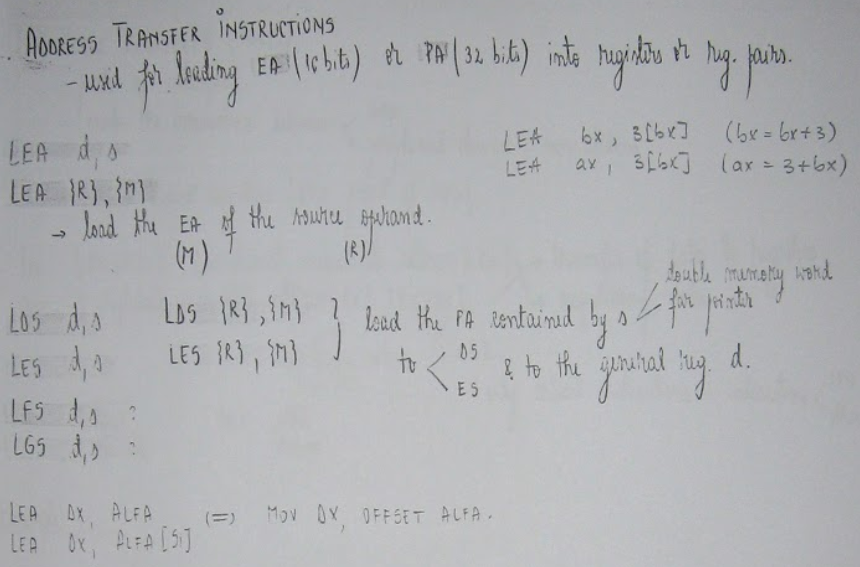 ADDRESS TRANSFER INSTRUCTIONS
- used for loading EA (16 bits) or PA (32 bits) into registers or reg. pairs.
LEA d,s
LEA bx, 3[bx] (bx = bx+3)
LEA ax, 3[bx] (ax = 3+bx)
LEA {R},{M}
→ load the EA of the source operand.
(M) (R)
double memory word
far pointer
LDS d,s LDS {R},{M} } load the PA contained by s <
LES d,s LES {R},{M} to < DS ES & to the general reg. d.
LFS d,s ?
LGS d,s ?
LEA DX, ALFA (=) MOV DX, OFFSET ALFA.
LEA DX, ALFA [SI]